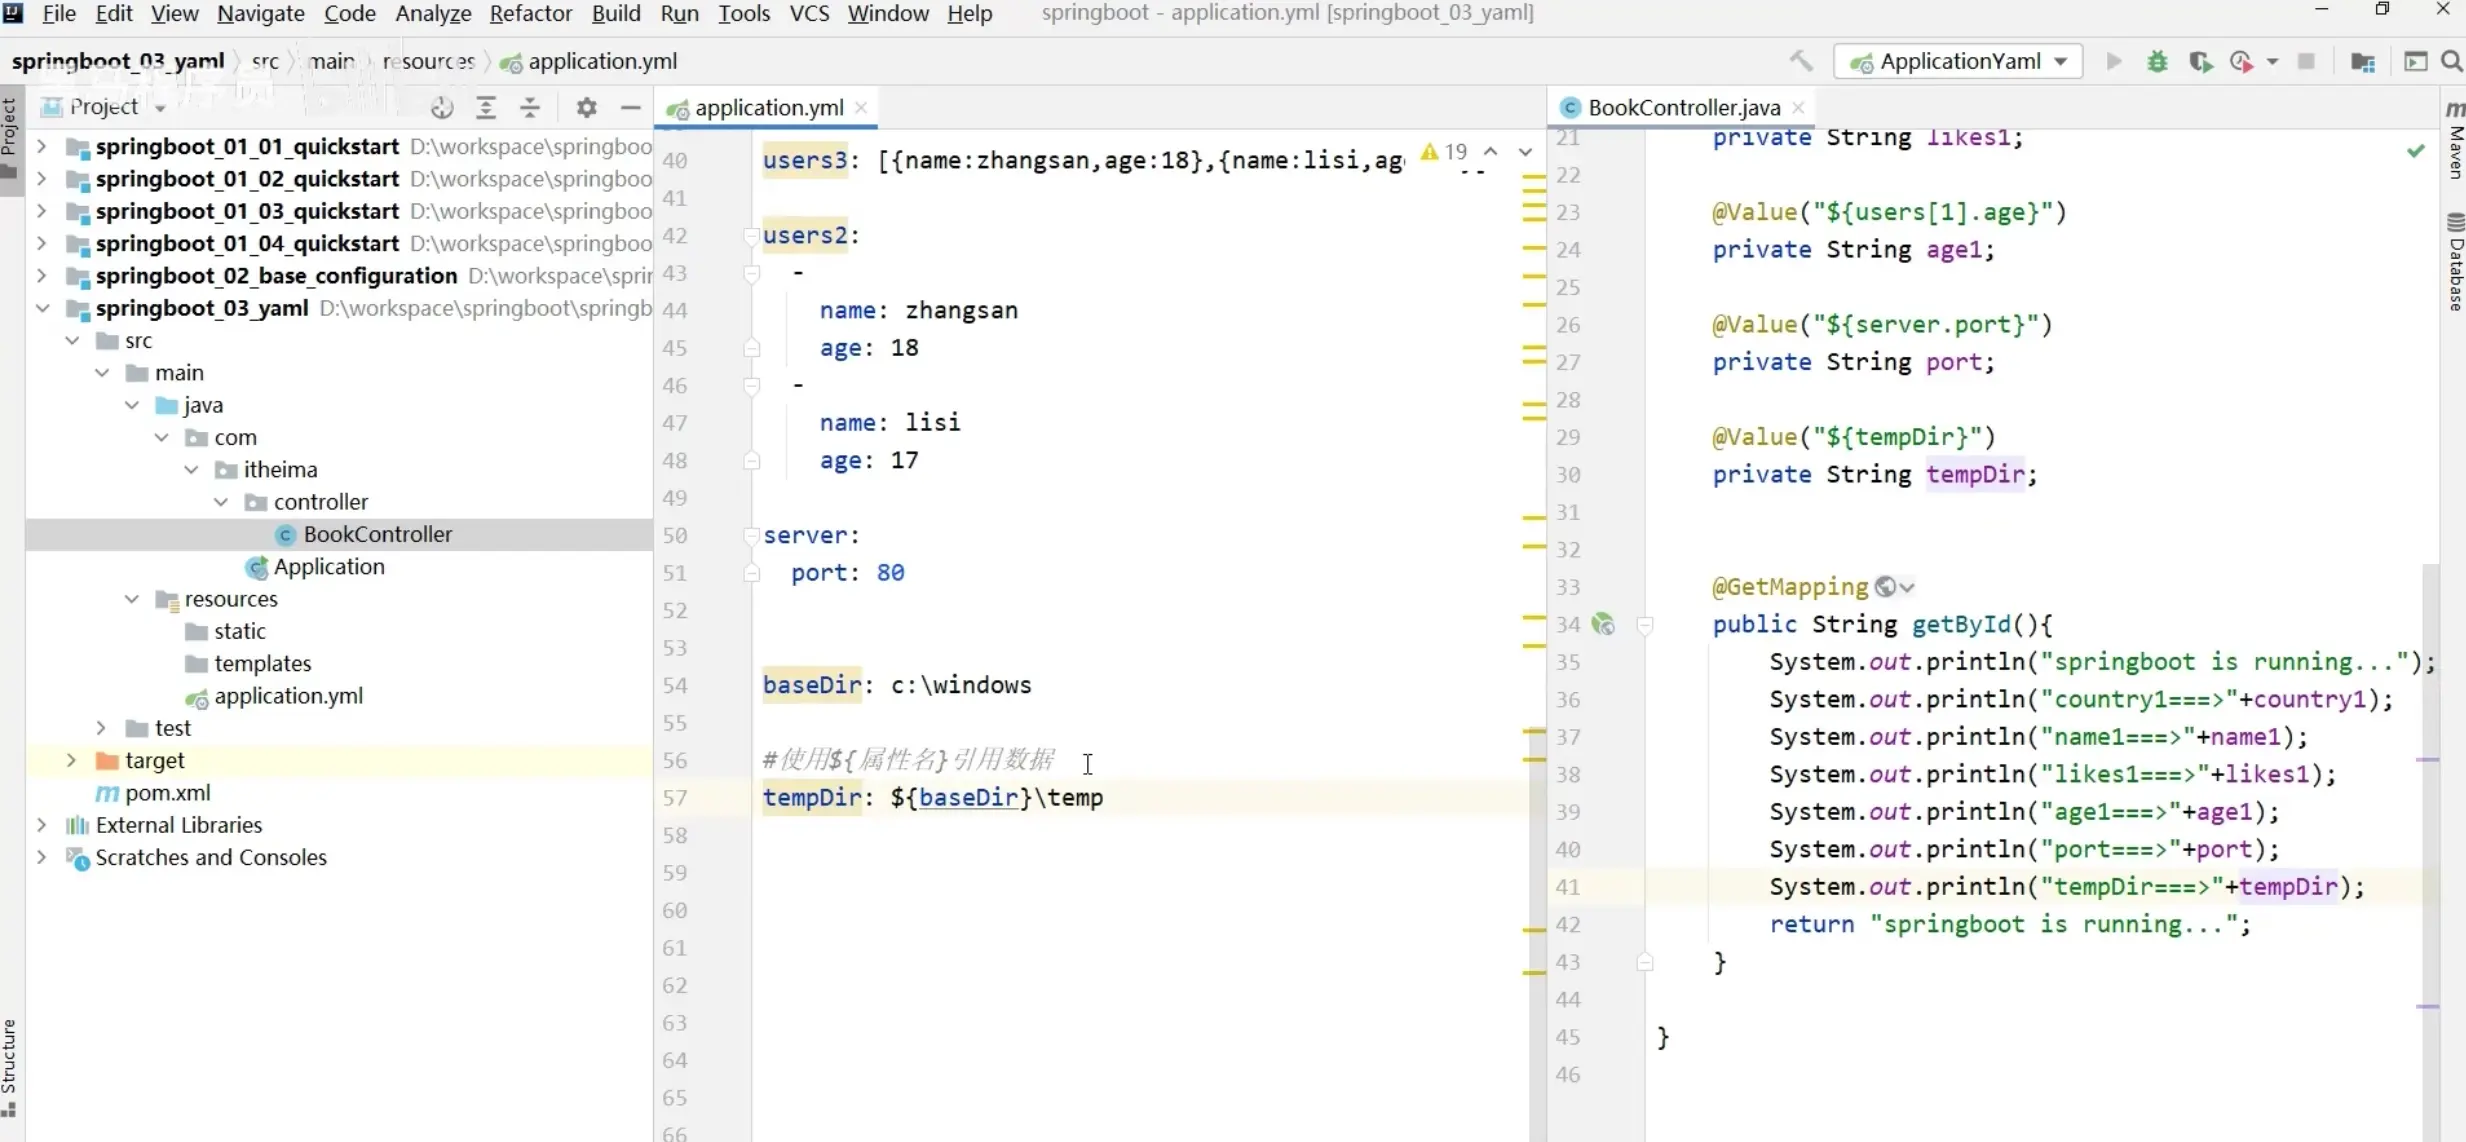 File Edit View Navigate Code Analyze Refactor Build Run Tools VCS Window Help springboot - application.yml [springboot_03_yaml]
springboot_03_yaml src main resources application.yml ApplicationYaml
Project
Project
application.yml
BookController.java
springboot_01_01_quickstart D:\workspace\springboo
springboot_01_02_quickstart D:\workspace\springboo
springboot_01_03_quickstart D:\workspace\springboo
springboot_01_04_quickstart D:\workspace\springboo
springboot_02_base_configuration D:\workspace\sprin
springboot_03_yaml D:\workspace\springboot\springb
src
main
java
com
itheima
controller
BookController
Application
resources
static
templates
application.yml
test
target
pom.xml
External Libraries
Scratches and Consoles
Structure
40 users3: [{name:zhangsan,age:18},{name:lisi,ag
19
41
42 users2:
43 -
44 name: zhangsan
45 age: 18
46 -
47 name: lisi
48 age: 17
49
50 server:
51 port: 80
52
53
54 baseDir: c:\windows
55
56 #使用${属性名}引用数据
57 tempDir: ${baseDir}\temp
58
59
60
61
62
63
64
65
66
21 private String likes1;
22
23 @Value("${users[1].age}")
24 private String age1;
25
26 @Value("${server.port}")
27 private String port;
28
29 @Value("${tempDir}")
30 private String tempDir;
31
32
33 @GetMapping
34 public String getById(){
35 System.out.println("springboot is running...");
36 System.out.println("country1===>"+country1);
37 System.out.println("name1===>"+name1);
38 System.out.println("likes1===>"+likes1);
39 System.out.println("age1===>"+age1);
40 System.out.println("port===>"+port);
41 System.out.println("tempDir===>"+tempDir);
42 return "springboot is running...";
43 }
44
45 }
46
Maven
Database